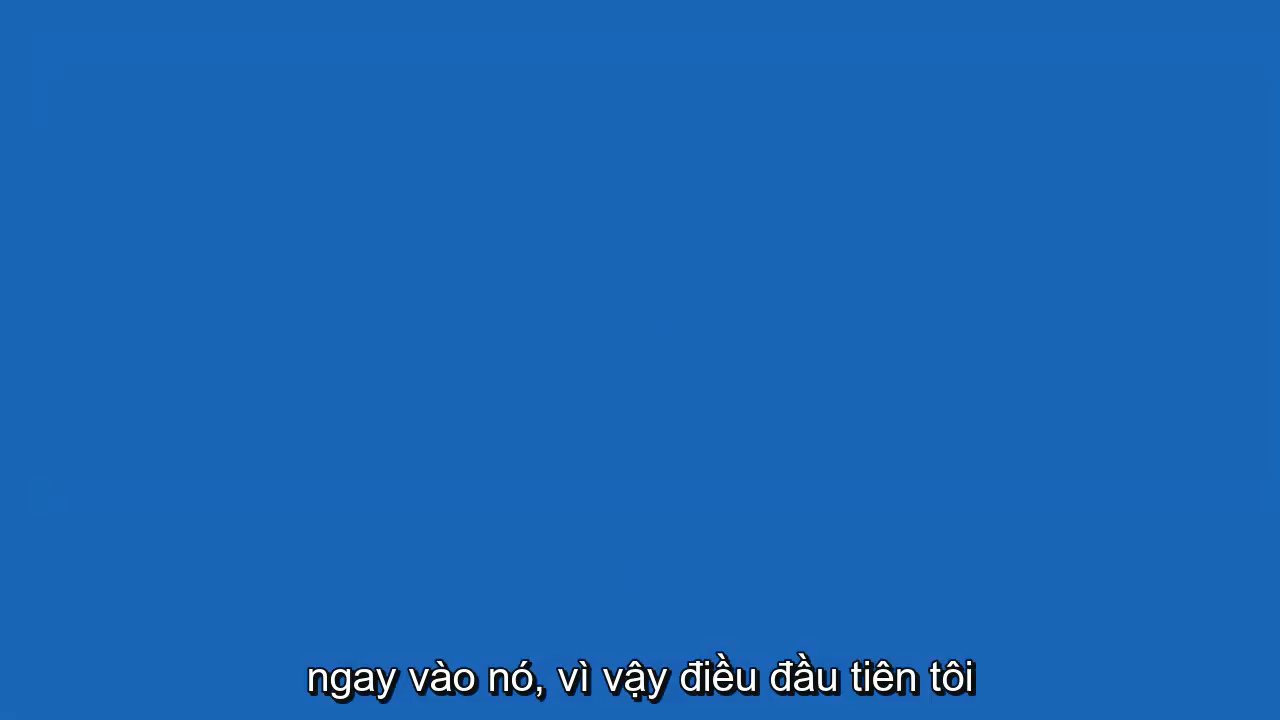 ngay vào nó, vì vậy điều đầu tiên tôi